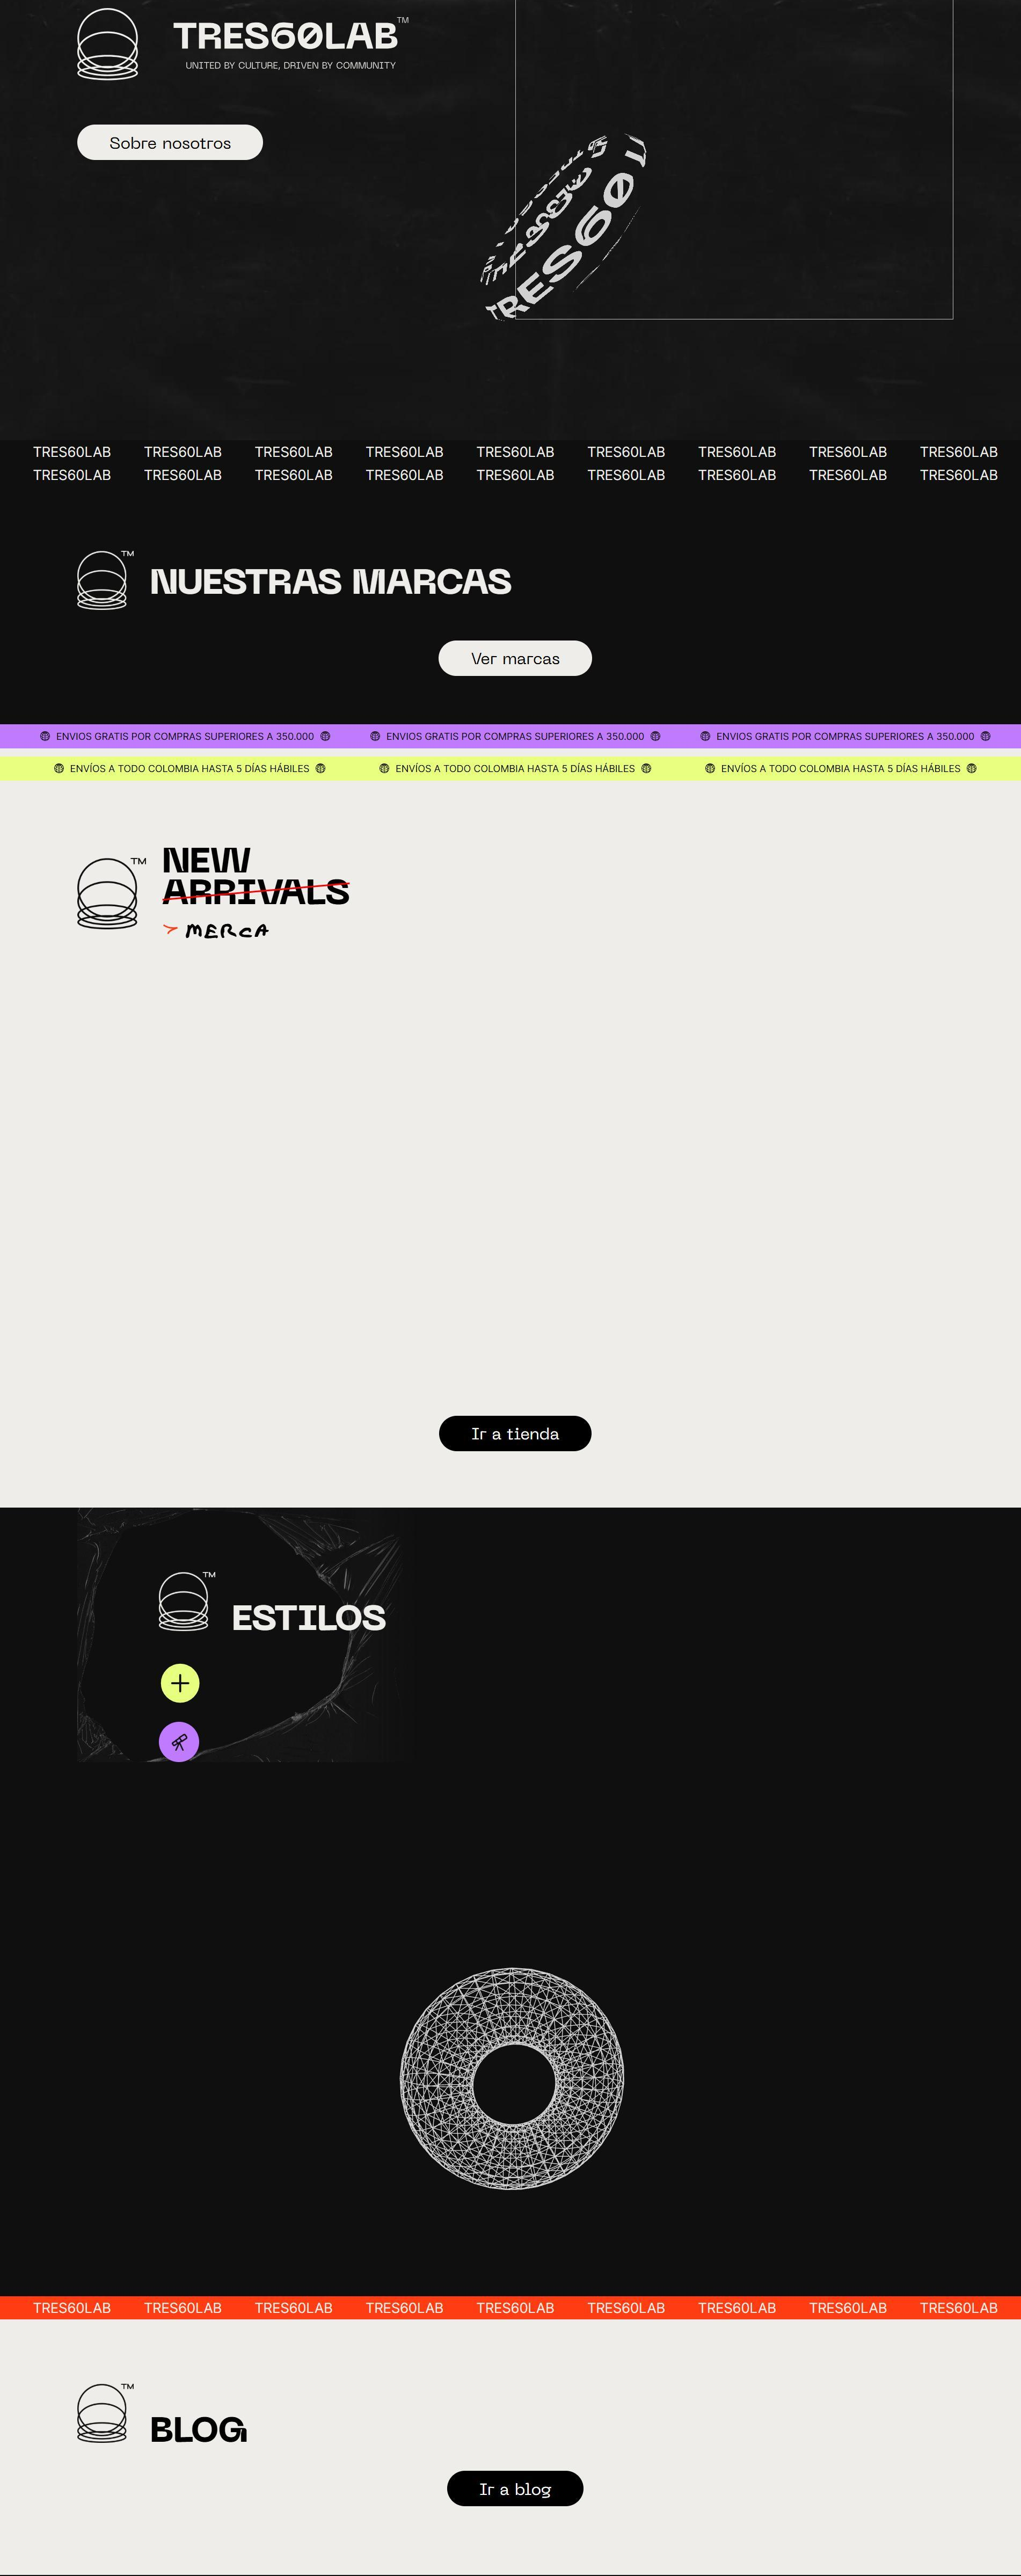 TRES60LAB™
UNITED BY CULTURE, DRIVEN BY COMMUNITY
Sobre nosotros
TRES60
TRES60LAB TRES60LAB TRES60LAB TRES60LAB TRES60LAB TRES60LAB TRES60LAB TRES60LAB TRES60LAB
TRES60LAB TRES60LAB TRES60LAB TRES60LAB TRES60LAB TRES60LAB TRES60LAB TRES60LAB TRES60LAB
™ NUESTRAS MARCAS
Ver marcas
ENVIOS GRATIS POR COMPRAS SUPERIORES A 350.000 ENVIOS GRATIS POR COMPRAS SUPERIORES A 350.000 ENVIOS GRATIS POR COMPRAS SUPERIORES A 350.000
ENVÍOS A TODO COLOMBIA HASTA 5 DÍAS HÁBILES ENVÍOS A TODO COLOMBIA HASTA 5 DÍAS HÁBILES ENVÍOS A TODO COLOMBIA HASTA 5 DÍAS HÁBILES
™ NEW
ARRIVALS
MERCA
Ir a tienda
™ ESTILOS
TRES60LAB TRES60LAB TRES60LAB TRES60LAB TRES60LAB TRES60LAB TRES60LAB TRES60LAB TRES60LAB
™ BLOG
Ir a blog